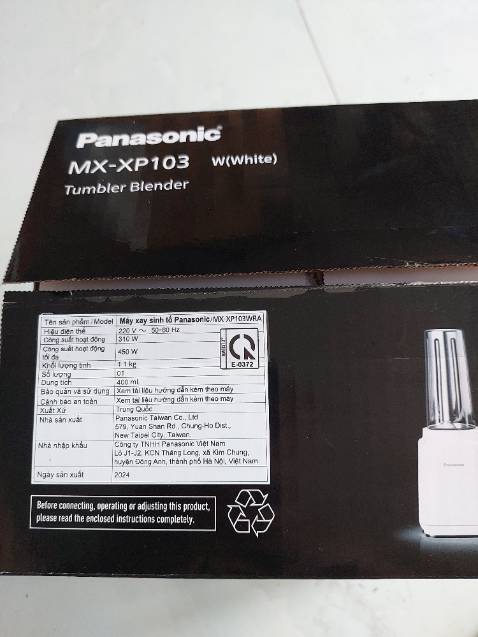 Panasonic
MX-XP103 W(White)
Tumbler Blender
Tên sản phẩm / Model Máy xay sinh tố Panasonic/MX XP103WRA
Hiệu điện thế 220 V ~ 50-60 Hz
Công suất hoạt động 310 W
Công suất hoạt động tối đa 450 W
Khối lượng tịnh 1.1 kg
Số lượng 01
Dung tích 400 ml
Bảo quản và sử dụng Xem tài liệu hướng dẫn kèm theo máy
Cảnh báo an toàn Xem tài liệu hướng dẫn kèm theo máy
Xuất Xứ Trung Quốc
Nhà sản xuất Panasonic Taiwan Co., Ltd
579, Yuan Shan Rd., Chung-Ho Dist.,
New Taipei City, Taiwan.
Nhà nhập khẩu Công ty TNHH Panasonic Việt Nam
Lô J1-J2, KCN Thăng Long, xã Kim Chung,
huyện Đông Anh, thành phố Hà Nội, Việt Nam
Ngày sản xuất 2024
E-0372
Panasonic
Before connecting, operating or adjusting this product,
please read the enclosed instructions completely.